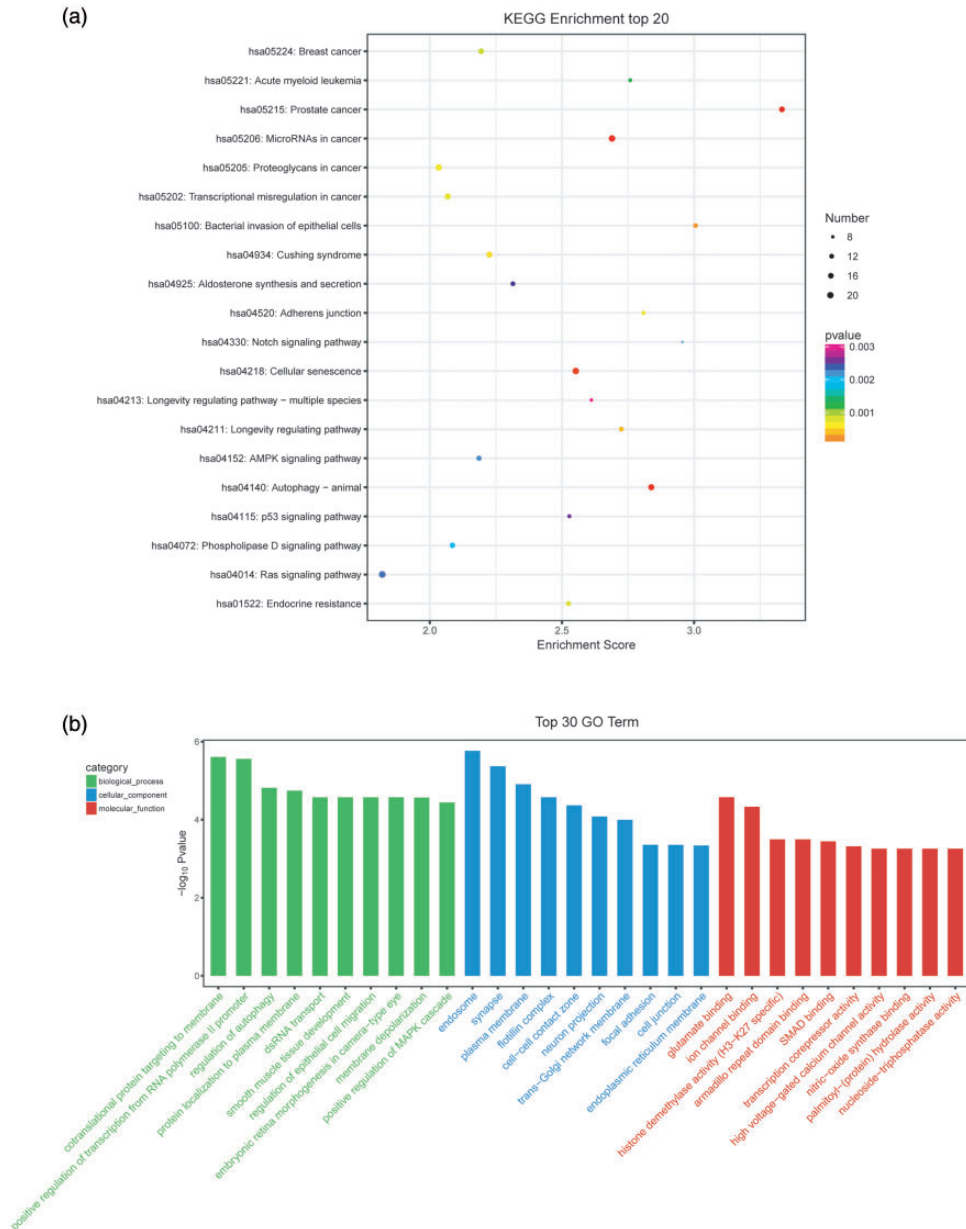 (a)
KEGG Enrichment top 20
hsa05224: Breast cancer
hsa05221: Acute myeloid leukemia
hsa05215: Prostate cancer
hsa05206: MicroRNAs in cancer
hsa05205: Proteoglycans in cancer
hsa05202: Transcriptional misregulation in cancer
hsa05100: Bacterial invasion of epithelial cells
hsa04934: Cushing syndrome
hsa04925: Aldosterone synthesis and secretion
hsa04520: Adherens junction
hsa04330: Notch signaling pathway
hsa04218: Cellular senescence
hsa04213: Longevity regulating pathway − multiple species
hsa04211: Longevity regulating pathway
hsa04152: AMPK signaling pathway
hsa04140: Autophagy − animal
hsa04115: p53 signaling pathway
hsa04072: Phospholipase D signaling pathway
hsa04014: Ras signaling pathway
hsa01522: Endocrine resistance
2.0 2.5 3.0
Enrichment Score
Number
8
12
16
20
pvalue
0.003
0.002
0.001
(b)
Top 30 GO Term
category
biological_process
cellular_component
molecular_function
−log10 Pvalue
6
4
2
0
cotranslational protein targeting to membrane
positive regulation of transcription from RNA polymerase II promoter
regulation of autophagy
protein localization to plasma membrane
dsRNA transport
smooth muscle tissue development
regulation of epithelial cell migration
embryonic retina morphogenesis in camera−type eye
membrane depolarization
positive regulation of MAPK cascade
endosome
synapse
plasma membrane
flotillin complex
cell−cell contact zone
neuron projection
trans−Golgi network membrane
focal adhesion
cell junction
endoplasmic reticulum membrane
glutamate binding
ion channel binding
histone demethylase activity (H3−K27 specific)
armadillo repeat domain binding
SMAD binding
transcription corepressor activity
high voltage−gated calcium channel activity
nitric−oxide synthase binding
palmitoyl−(protein) hydrolase activity
nucleoside−triphosphatase activity